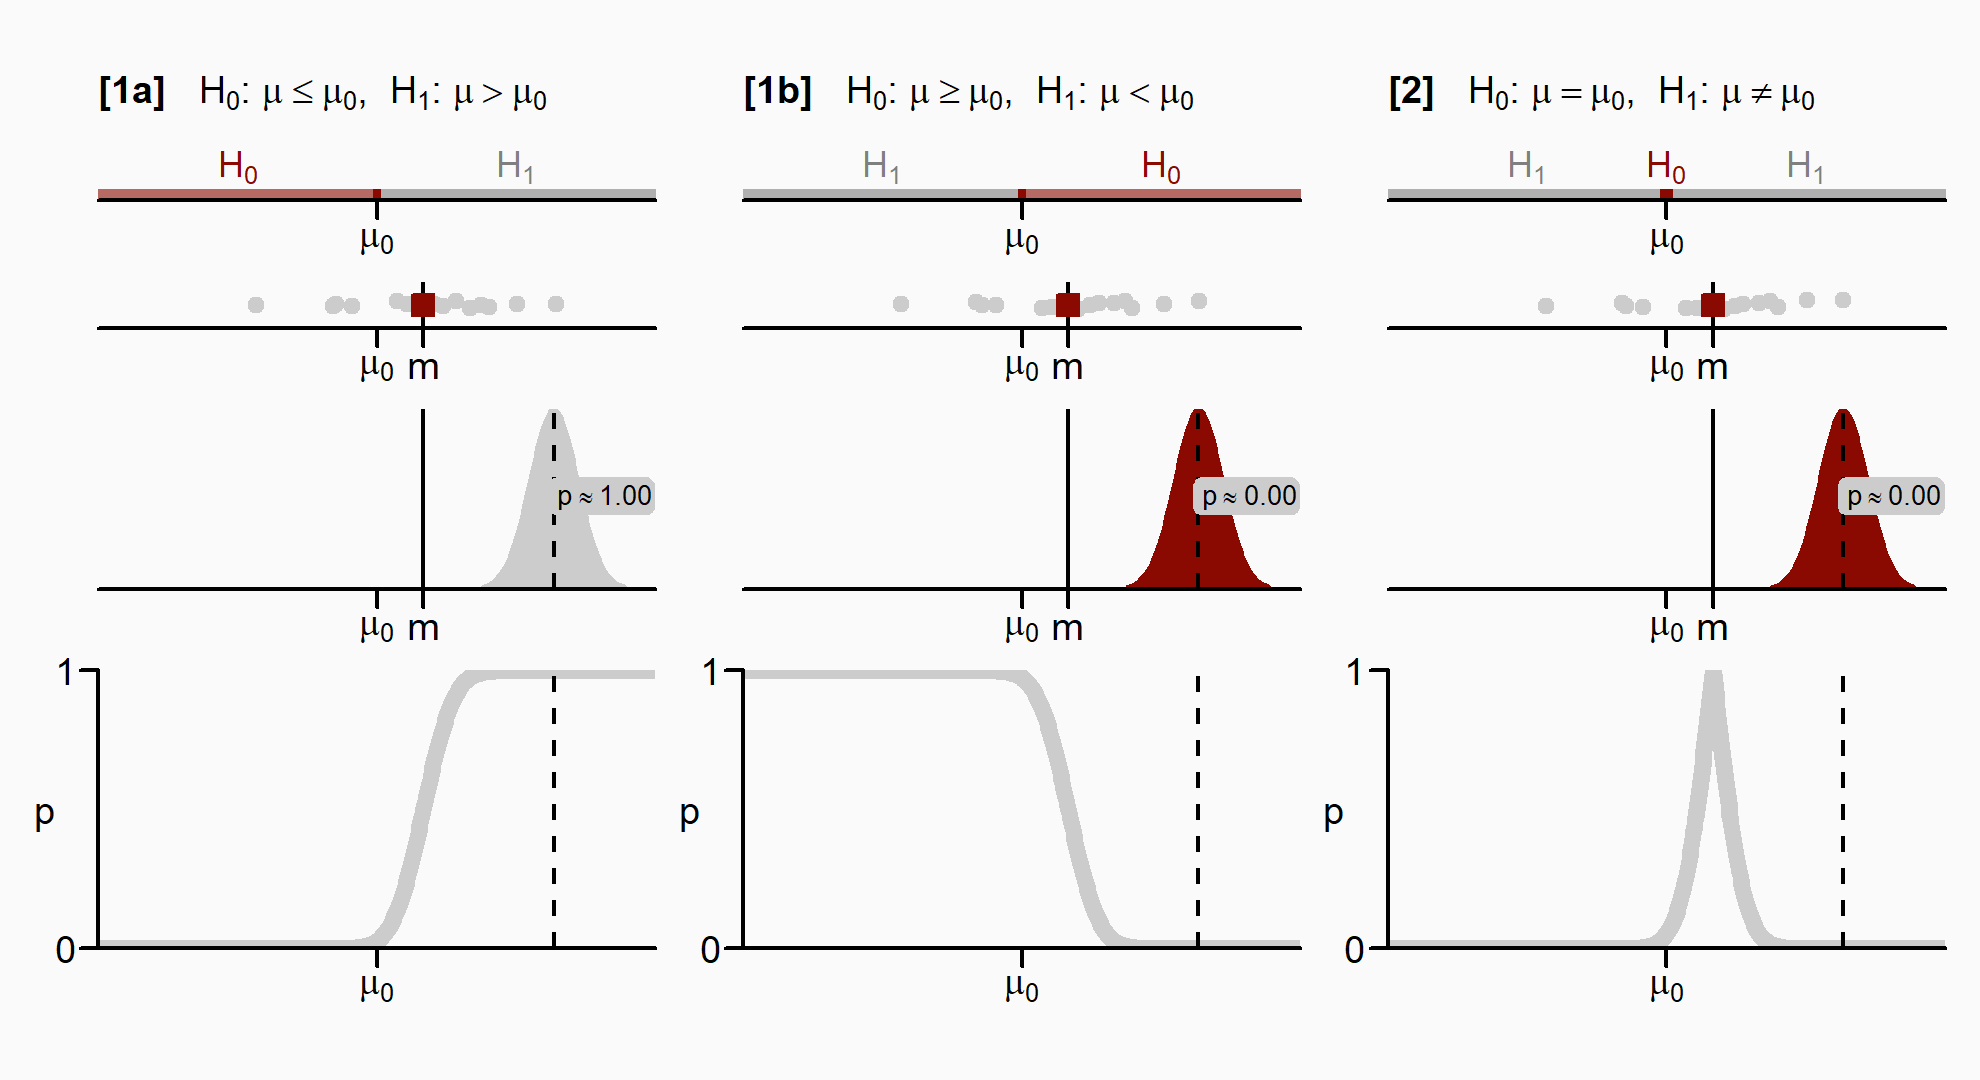 [1a] H₀: μ ≤ μ₀, H₁: μ > μ₀
[1b] H₀: μ ≥ μ₀, H₁: μ < μ₀
[2] H₀: μ = μ₀, H₁: μ ≠ μ₀
H₀ H₁
H₁ H₀
H₁ H₀ H₁
μ₀
μ₀
μ₀
μ₀ m
μ₀ m
μ₀ m
p ≈ 1.00
p ≈ 0.00
p ≈ 0.00
μ₀ m
μ₀ m
μ₀ m
1
p
0
μ₀
1
p
0
μ₀
1
p
0
μ₀